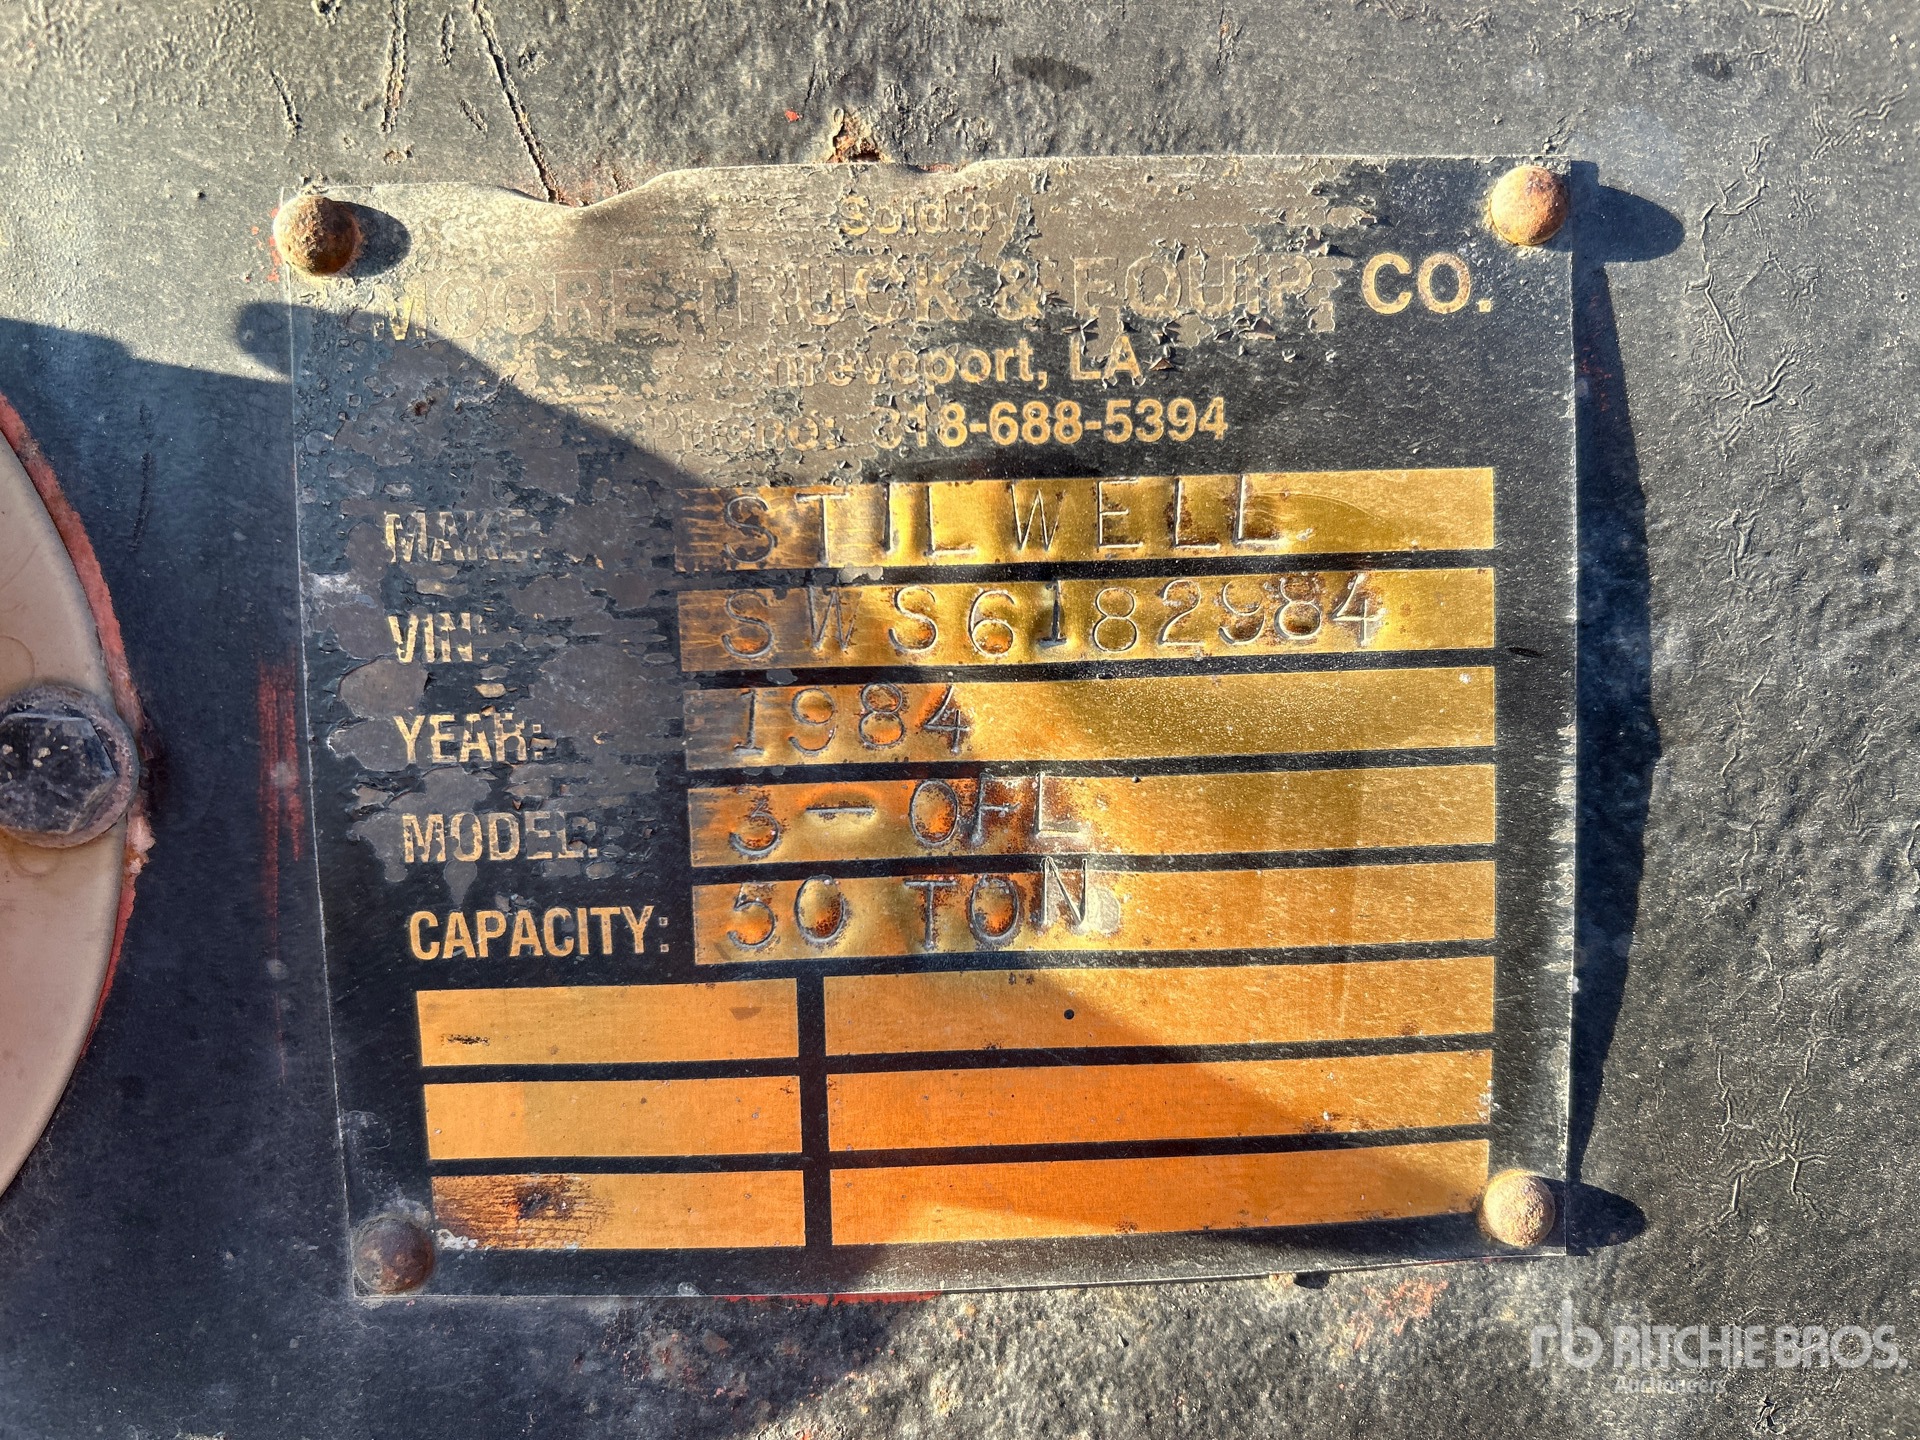 Sold by
MOORE TRUCK & EQUIP. CO.
Shreveport, LA
Phone: 318-688-5394
MAKE: STILWELL
VIN: SWS6182984
YEAR: 1984
MODEL: 3-OFL
CAPACITY: 50 TON
rb RITCHIE BROS.
Auctioneers